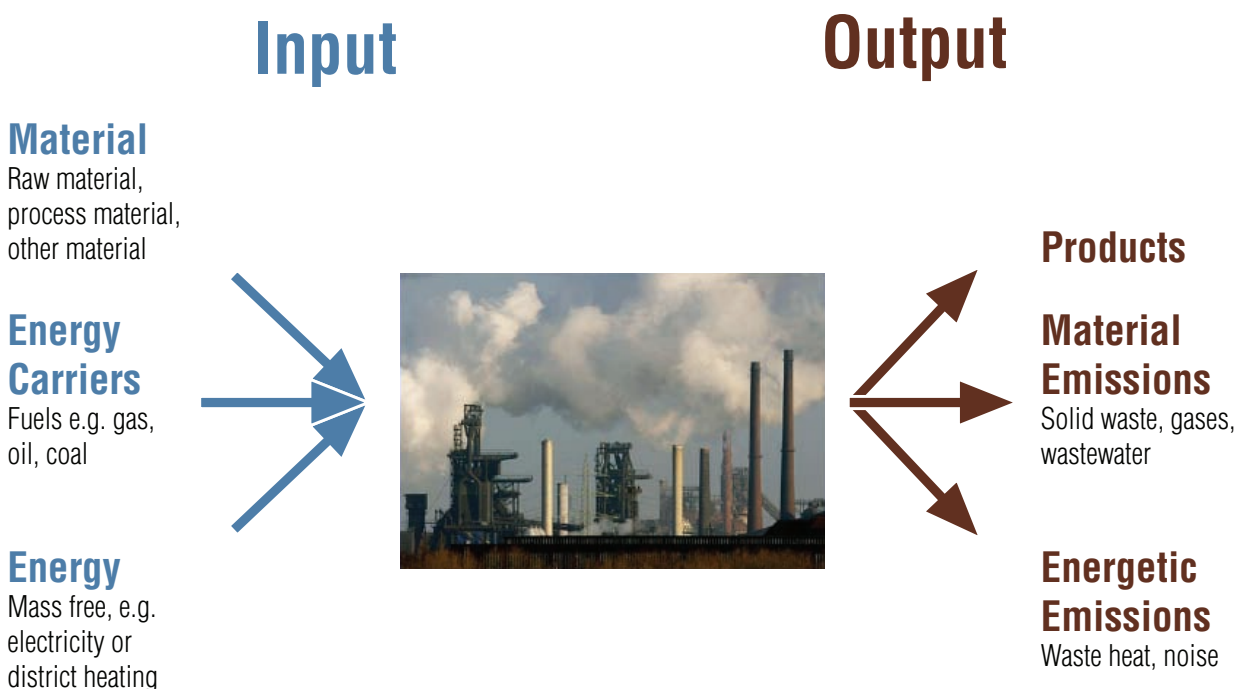 Input
Output
Material
Raw material,
process material,
other material
Energy
Carriers
Fuels e.g. gas,
oil, coal
Energy
Mass free, e.g.
electricity or
district heating
Products
Material
Emissions
Solid waste, gases,
wastewater
Energetic
Emissions
Waste heat, noise